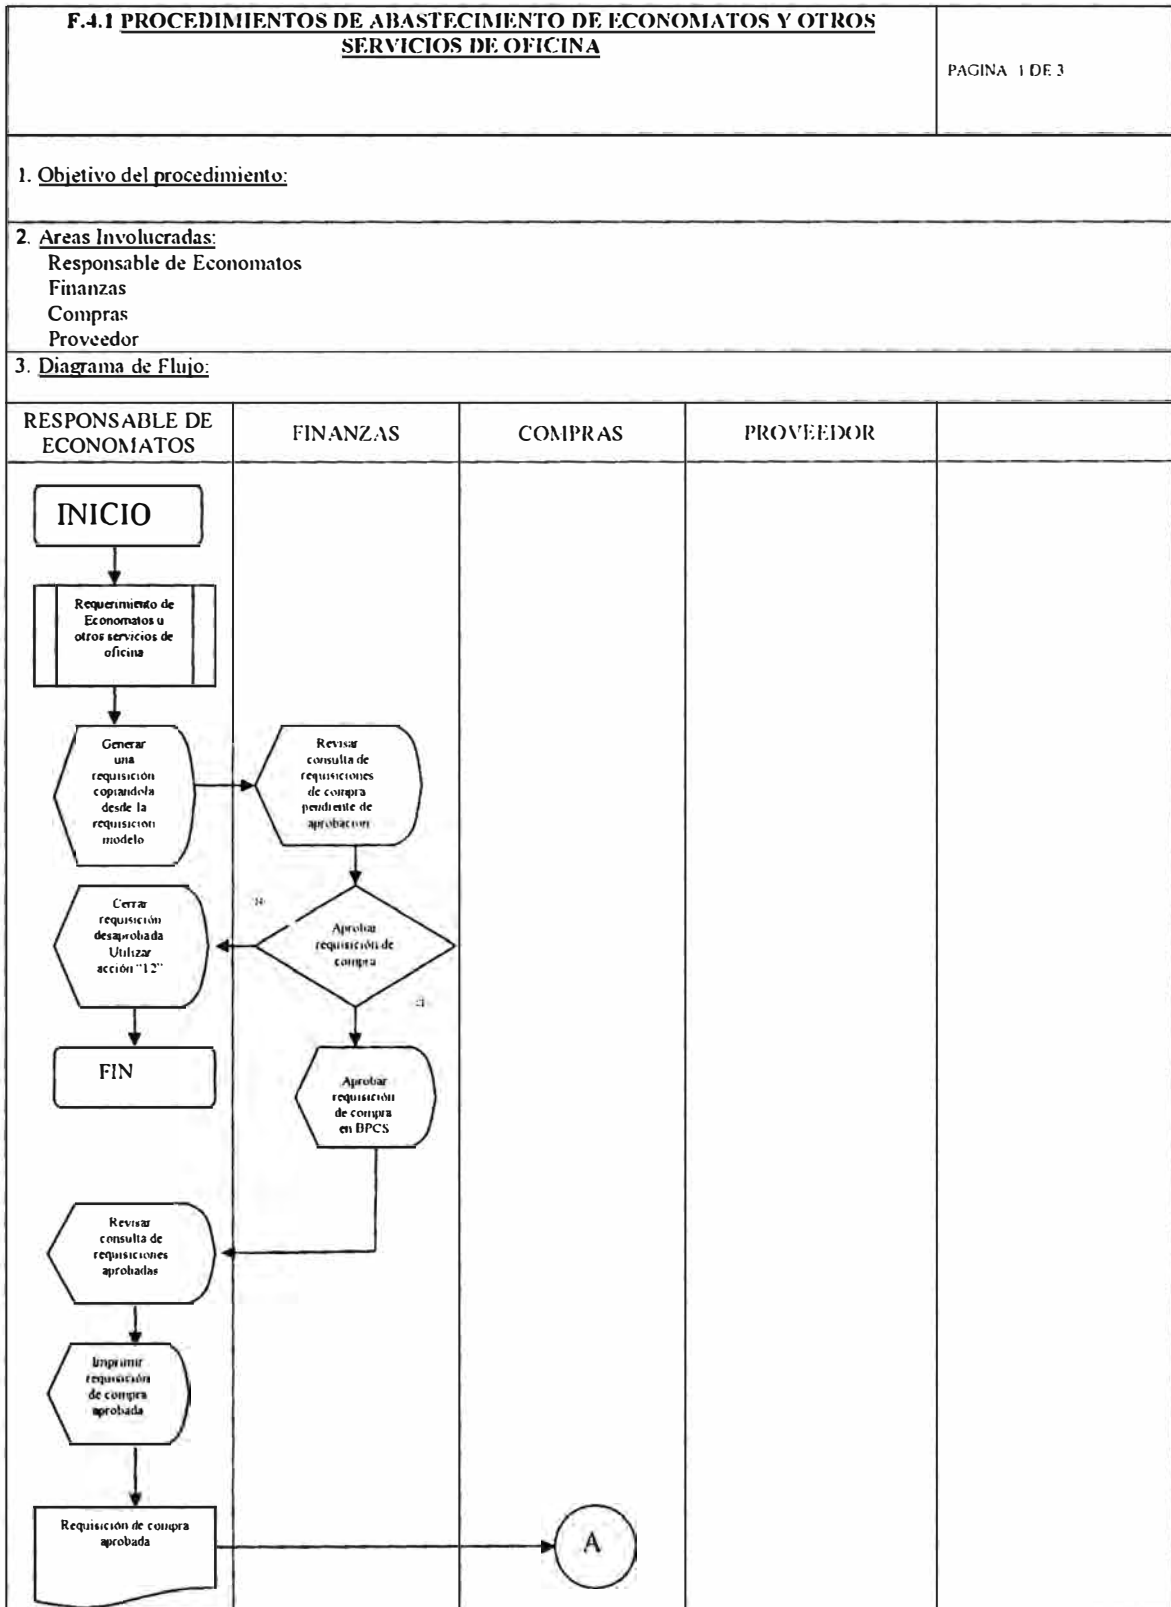 F.4.1 PROCEDIMIENTOS DE ABASTECIMIENTO DE ECONOMATOS Y OTROS
SERVICIOS DE OFICINA
PAGINA 1 DE 3
1. Objetivo del procedimiento:
2. Areas Involucradas:
Responsable de Economatos
Finanzas
Compras
Proveedor
3. Diagrama de Flujo:
RESPONSABLE DE
ECONOMATOS
FINANZAS
COMPRAS
PROVEEDOR
INICIO
Requerimiento de
Economatos u
otros servicios de
oficina
Generar
una
requisición
copiandola
desde la
requisición
modelo
Revisar
consulta de
requisiciones
de compra
pendiente de
aprobacion
Cerrar
requisición
desaprobada
Utilizar
acción "12"
Aprobar
requisición de
compra
FIN
Aprobar
requisición
de compra
en BPCS
Revisar
consulta de
requisiciones
aprobadas
Imprimir
requisición
de compra
aprobada
Requisición de compra
aprobada
A